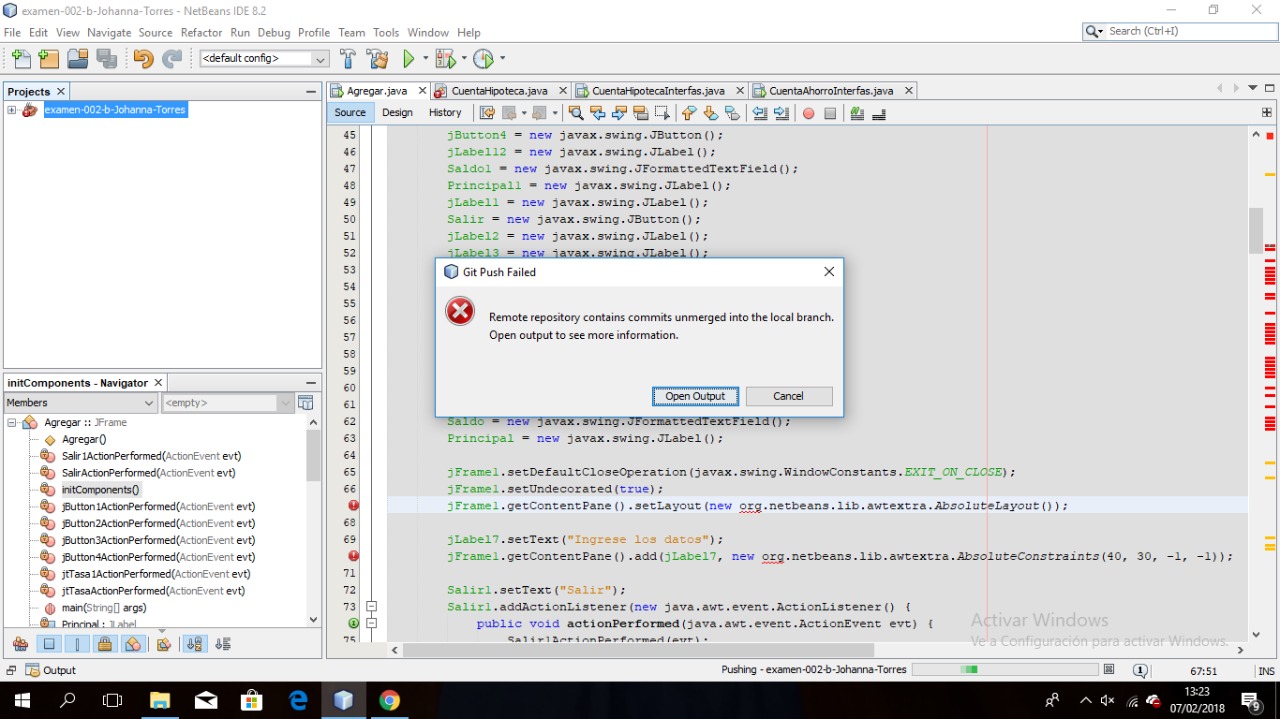 examen-002-b-Johanna-Torres - NetBeans IDE 8.2
File Edit View Navigate Source Refactor Run Debug Profile Team Tools Window Help
Search (Ctrl+I)
<default config>
Projects
examen-002-b-Johanna-Torres
Agregar.java
CuentaHipoteca.java
CuentaHipotecaInterfas.java
CuentaAhorroInterfas.java
Source Design History
45 jButton4 = new javax.swing.JButton();
46 jLabel12 = new javax.swing.JLabel();
47 Saldo1 = new javax.swing.JFormattedTextField();
48 Principal1 = new javax.swing.JLabel();
49 jLabel1 = new javax.swing.JLabel();
50 Salir = new javax.swing.JButton();
51 jLabel2 = new javax.swing.JLabel();
52 jLabel3 = new javax.swing.JLabel();
53
54
55
56
57
58
59
60
61
62 Saldo = new javax.swing.JFormattedTextField();
63 Principal = new javax.swing.JLabel();
64
65 jFrame1.setDefaultCloseOperation(javax.swing.WindowConstants.EXIT_ON_CLOSE);
66 jFrame1.setUndecorated(true);
jFrame1.getContentPane().setLayout(new org.netbeans.lib.awtextra.AbsoluteLayout());
68
69 jLabel7.setText("Ingrese los datos");
jFrame1.getContentPane().add(jLabel7, new org.netbeans.lib.awtextra.AbsoluteConstraints(40, 30, -1, -1));
71
72 Salir1.setText("Salir");
73 Salir1.addActionListener(new java.awt.event.ActionListener() {
public void actionPerformed(java.awt.event.ActionEvent evt) {
75 Salir1ActionPerformed(evt);
Git Push Failed
Remote repository contains commits unmerged into the local branch.
Open output to see more information.
Open Output
Cancel
initComponents - Navigator
Members
<empty>
Agregar :: JFrame
Agregar()
Salir1ActionPerformed(ActionEvent evt)
SalirActionPerformed(ActionEvent evt)
initComponents()
jButton1ActionPerformed(ActionEvent evt)
jButton2ActionPerformed(ActionEvent evt)
jButton3ActionPerformed(ActionEvent evt)
jButton4ActionPerformed(ActionEvent evt)
jtTasa1ActionPerformed(ActionEvent evt)
jtTasaActionPerformed(ActionEvent evt)
main(String[] args)
Principal : JLabel
Activar Windows
Ve a Configuración para activar Windows.
Output
Pushing - examen-002-b-Johanna-Torres
1
67:51
INS
13:23
07/02/2018
9